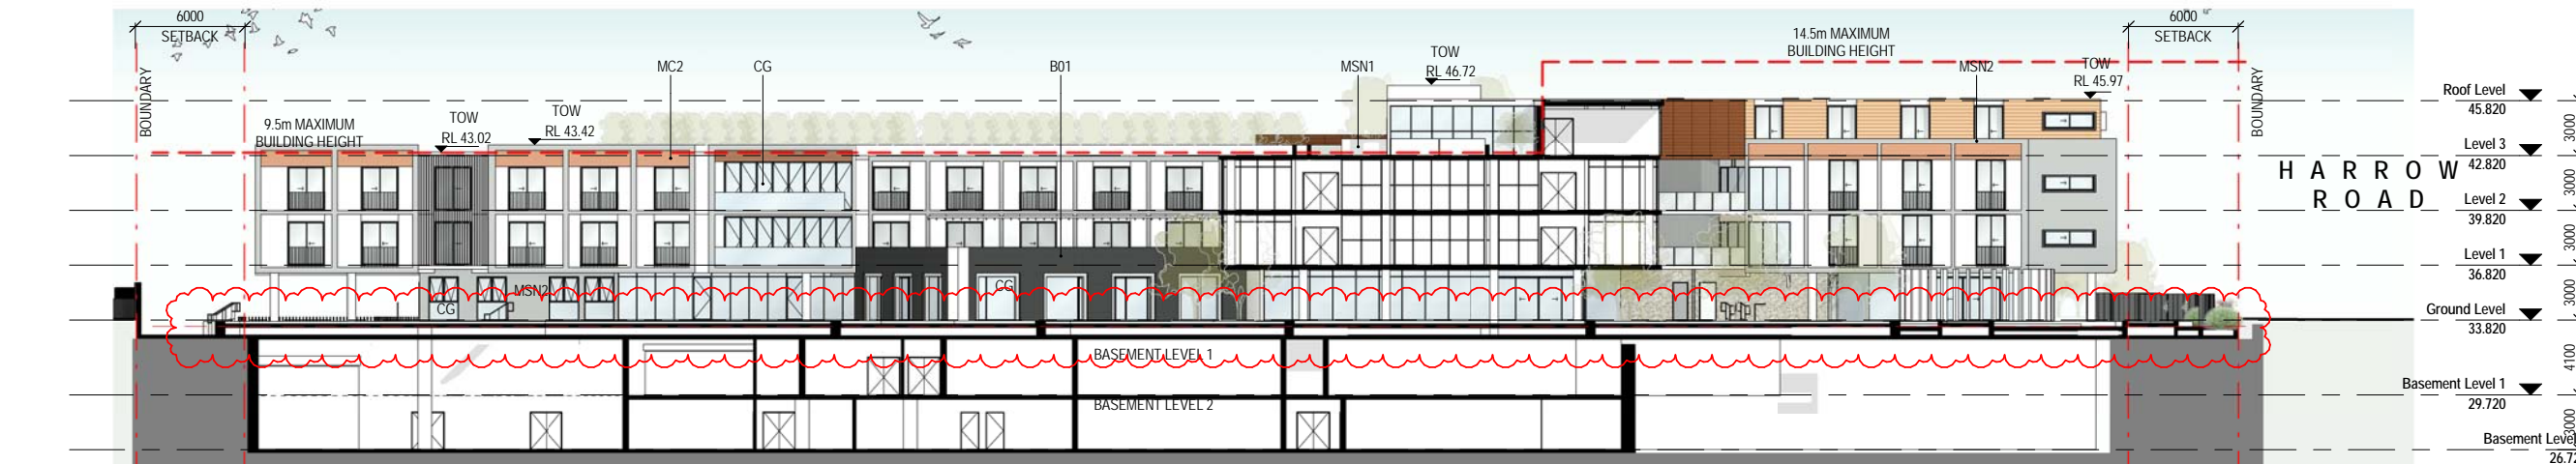 6000
SETBACK
BOUNDARY
9.5m MAXIMUM
BUILDING HEIGHT
TOW
RL 43.02
TOW
RL 43.42
MC2
CG
B01
MSN1
TOW
RL 46.72
14.5m MAXIMUM
BUILDING HEIGHT
MSN2
TOW
RL 45.97
6000
SETBACK
BOUNDARY
HARROW
ROAD
Roof Level
45.820
3000
Level 3
42.820
3000
Level 2
39.820
3000
Level 1
36.820
3000
Ground Level
33.820
4100
Basement Level 1
29.720
3000
MSN2
CG
CG
BASEMENT LEVEL 1
BASEMENT LEVEL 2